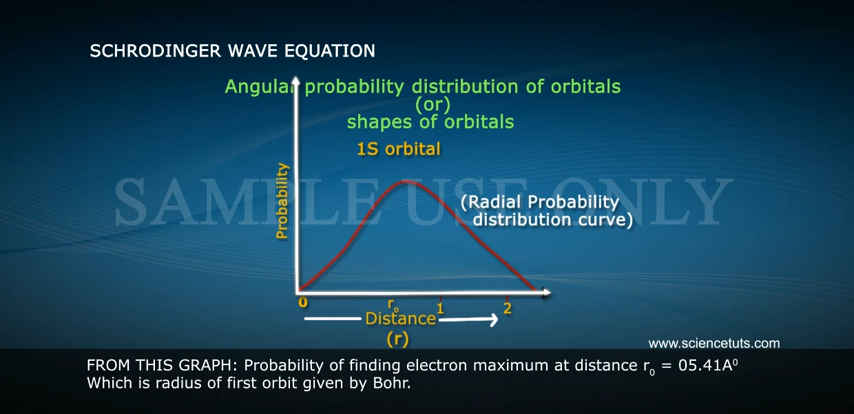 SCHRODINGER WAVE EQUATION
Angular probability distribution of orbitals
(or)
shapes of orbitals
1S orbital
Probability
SAMPLE USE ONLY
(Radial Probability
distribution curve)
0 r₀ 1 2
Distance
(r)
www.sciencetuts.com
FROM THIS GRAPH: Probability of finding electron maximum at distance r₀ = 05.41A⁰
Which is radius of first orbit given by Bohr.